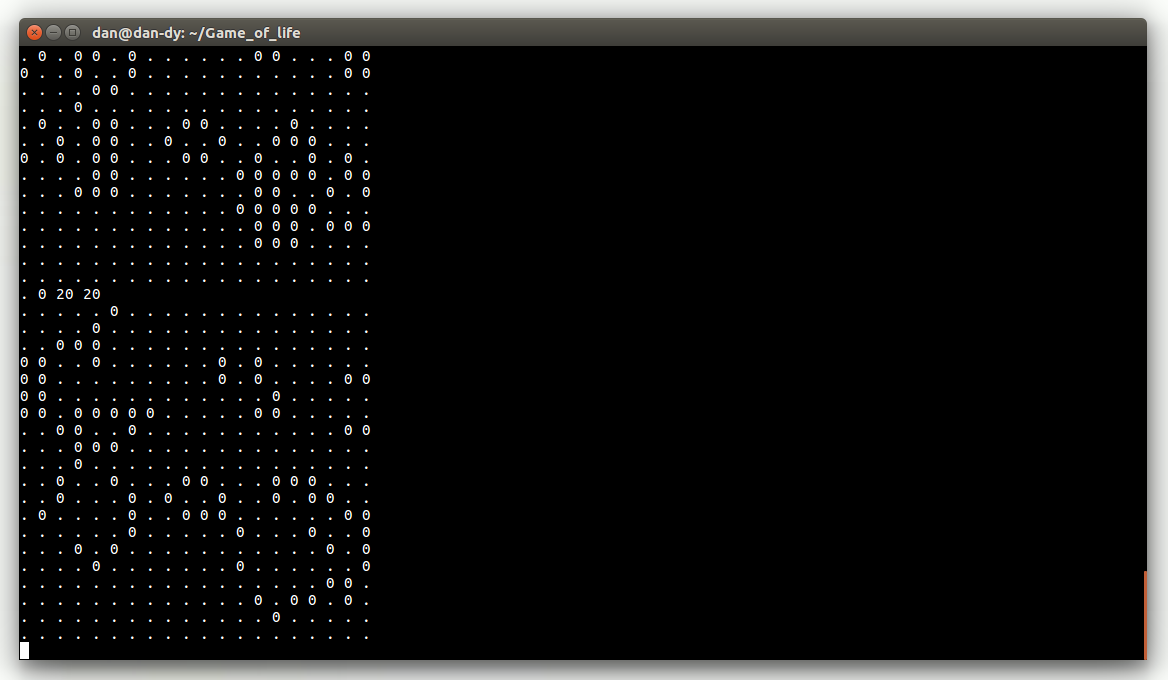 dan@dan-dy: ~/Game_of_life
. 0 . 0 0 . 0 . . . . . . 0 0 . . . 0 0
0 . . 0 . . 0 . . . . . . . . . . . 0 0
. . . . 0 0 . . . . . . . . . . . . . .
. . . 0 . . . . . . . . . . . . . . . .
. 0 . . 0 0 . . . 0 0 . . . . 0 . . . .
. . 0 . 0 0 . . 0 . . 0 . . 0 0 0 . . .
0 . 0 . 0 0 . . . 0 0 . . 0 . . 0 . 0 .
. . . . 0 0 . . . . . . 0 0 0 0 0 . 0 0
. . . 0 0 0 . . . . . . . 0 0 . . 0 . 0
. . . . . . . . . . . . 0 0 0 0 0 . . .
. . . . . . . . . . . . . 0 0 0 . 0 0 0
. . . . . . . . . . . . . 0 0 0 . . . .
. . . . . . . . . . . . . . . . . . . .
. . . . . . . . . . . . . . . . . . . .
. 0 20 20
. . . . . 0 . . . . . . . . . . . . . .
. . . . 0 . . . . . . . . . . . . . . .
. . 0 0 0 . . . . . . . . . . . . . . .
0 0 . . 0 . . . . . . 0 . 0 . . . . . .
0 0 . . . . . . . . . 0 . 0 . . . . 0 0
0 0 . . . . . . . . . . . . 0 . . . . .
0 0 . 0 0 0 0 0 . . . . . 0 0 . . . . .
. . 0 0 . . 0 . . . . . . . . . . . 0 0
. . . 0 0 0 . . . . . . . . . . . . . .
. . . 0 . . . . . . . . . . . . . . . .
. . 0 . . 0 . . . 0 0 . . . 0 0 0 . . .
. . 0 . . . 0 . 0 . . 0 . . 0 . 0 0 . .
. 0 . . . . 0 . . 0 0 0 . . . . . . 0 0
. . . . . . 0 . . . . . 0 . . . 0 . . 0
. . . 0 . 0 . . . . . . . . . . . 0 . 0
. . . . 0 . . . . . . . 0 . . . . . . 0
. . . . . . . . . . . . . . . . . 0 0 .
. . . . . . . . . . . . . 0 . 0 0 . 0 .
. . . . . . . . . . . . . . 0 . . . . .
. . . . . . . . . . . . . . . . . . . .